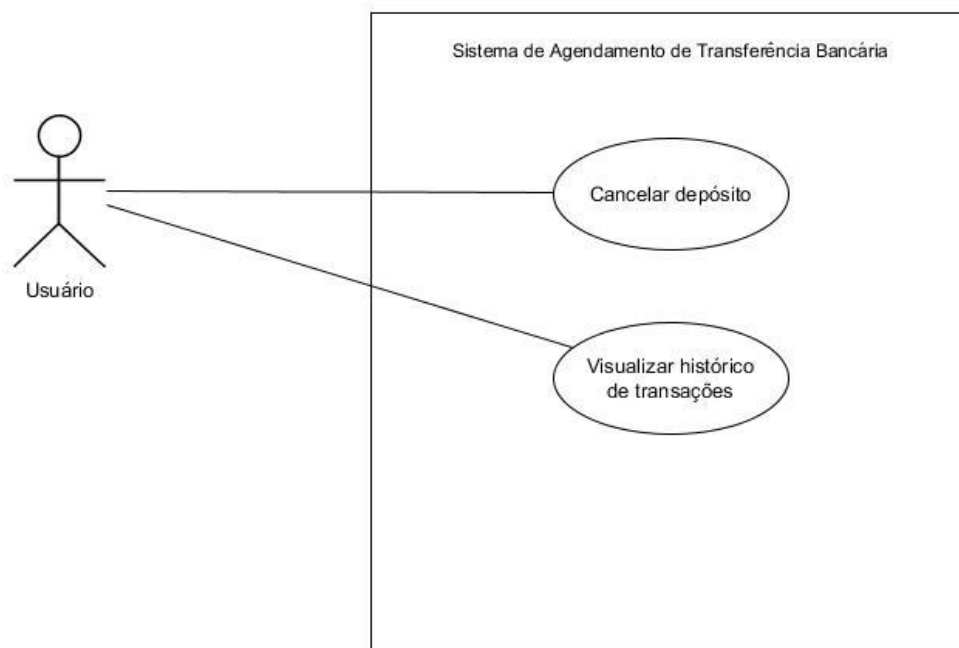 Sistema de Agendamento de Transferência Bancária
Cancelar depósito
Usuário
Visualizar histórico
de transações